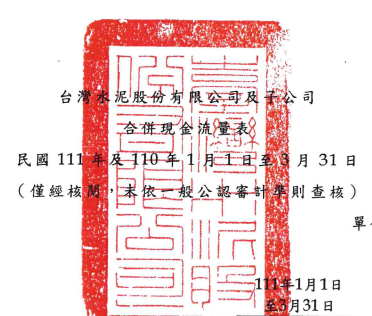 台灣水泥股份有限公司及子公司
合併現金流量表
民國 111 年及 110 年 1 月 1 日至 3 月 31 日
（僅經核閱，未依一般公認審計準則查核）
單
111年1月1日
至3月31日